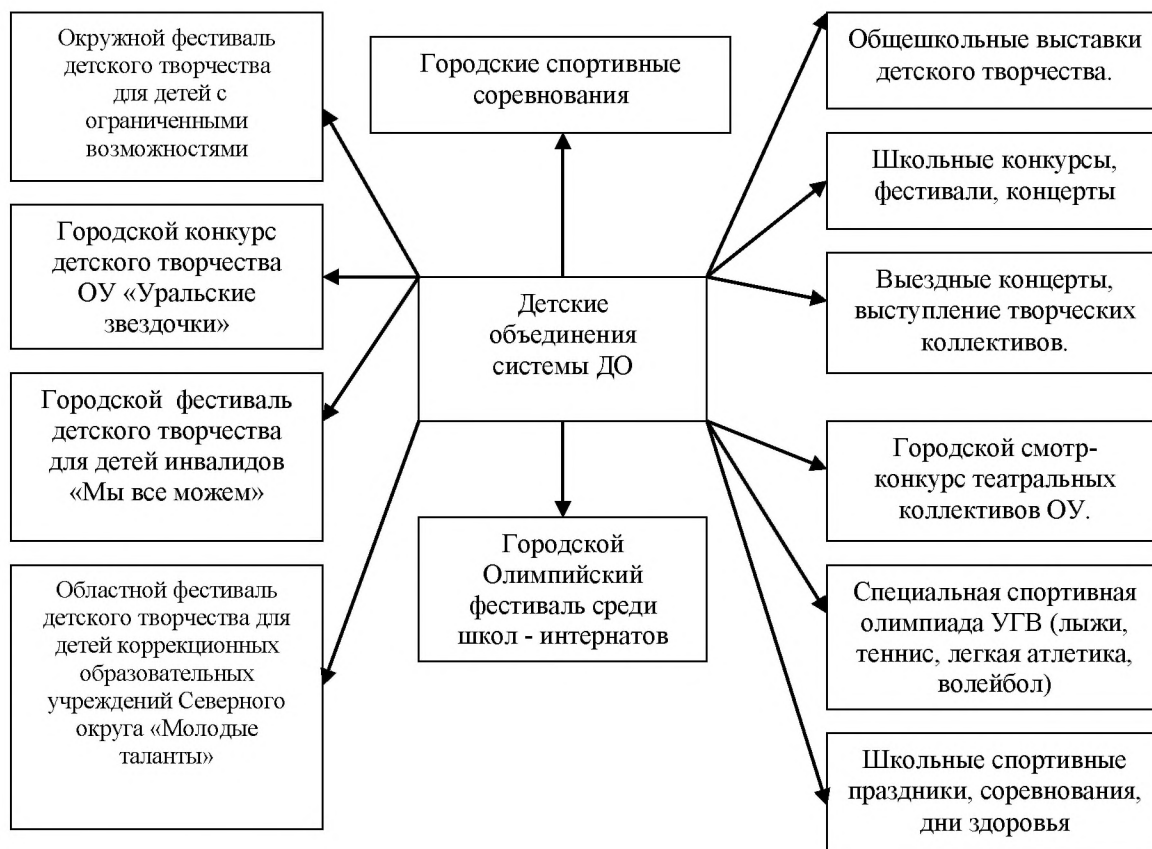 Окружной фестиваль
детского творчества
для детей с
ограниченными
возможностями
Городской конкурс
детского творчества
ОУ «Уральские
звездочки»
Городской фестиваль
детского творчества
для детей инвалидов
«Мы все можем»
Областной фестиваль
детского творчества для
детей коррекционных
образовательных
учреждений Северного
округа «Молодые
таланты»
Городские спортивные
соревнования
Детские
объединения
системы ДО
Городской
Олимпийский
фестиваль среди
школ - интернатов
Общешкольные выставки
детского творчества.
Школьные конкурсы,
фестивали, концерты
Выездные концерты,
выступление творческих
коллективов.
Городской смотр-
конкурс театральных
коллективов ОУ.
Специальная спортивная
олимпиада УГВ (лыжи,
теннис, легкая атлетика,
волейбол)
Школьные спортивные
праздники, соревнования,
дни здоровья